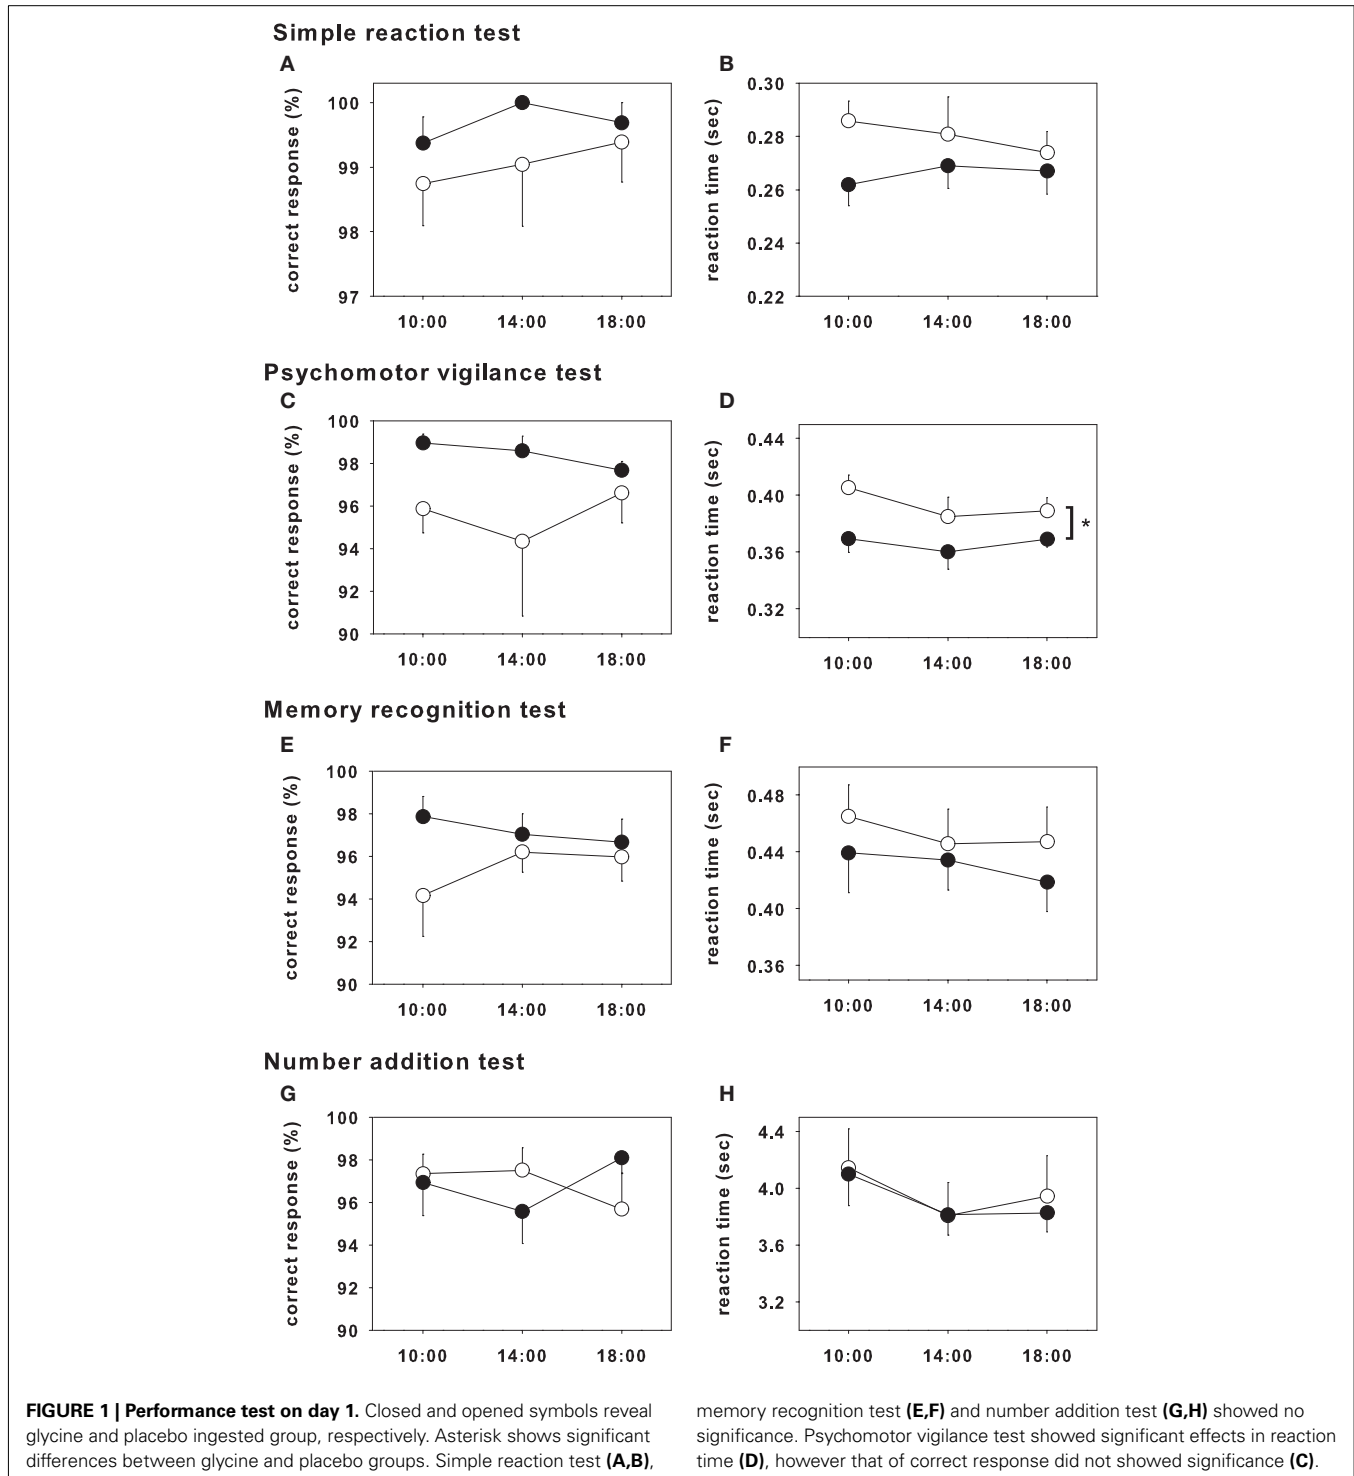 Simple reaction test
A
correct response (%)
100
99
98
97
10:00 14:00 18:00
B
reaction time (sec)
0.30
0.28
0.26
0.24
0.22
10:00 14:00 18:00
Psychomotor vigilance test
C
correct response (%)
100
98
96
94
92
90
10:00 14:00 18:00
D
reaction time (sec)
0.44
0.40
0.36
0.32
*
10:00 14:00 18:00
Memory recognition test
E
correct response (%)
100
98
96
94
92
90
10:00 14:00 18:00
F
reaction time (sec)
0.48
0.44
0.40
0.36
10:00 14:00 18:00
Number addition test
G
correct response (%)
100
98
96
94
92
90
10:00 14:00 18:00
H
reaction time (sec)
4.4
4.0
3.6
3.2
10:00 14:00 18:00
FIGURE 1 | Performance test on day 1. Closed and opened symbols reveal
glycine and placebo ingested group, respectively. Asterisk shows significant
differences between glycine and placebo groups. Simple reaction test (A,B),
memory recognition test (E,F) and number addition test (G,H) showed no
significance. Psychomotor vigilance test showed significant effects in reaction
time (D), however that of correct response did not showed significance (C).